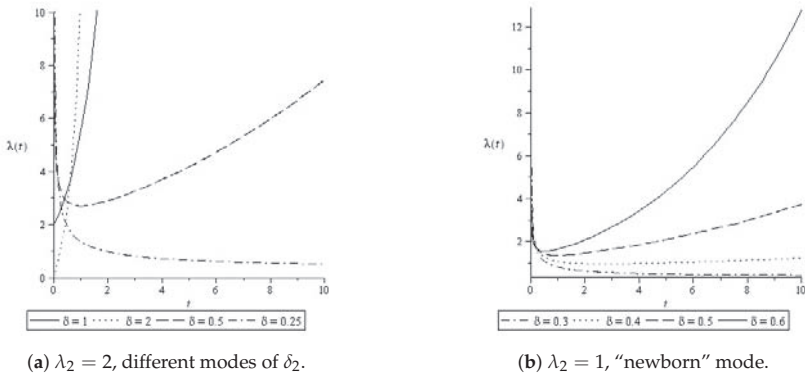 10
8
6
λ(t)
4
2
0
0
2
4
6
8
10
t
δ = 1
δ = 2
δ = 0.5
δ = 0.25
(a) λ₂ = 2, different modes of δ₂.
12
10
8
λ(t)
6
4
2
0
2
4
6
8
10
t
δ = 0.3
δ = 0.4
δ = 0.5
δ = 0.6
(b) λ₂ = 1, “newborn” mode.